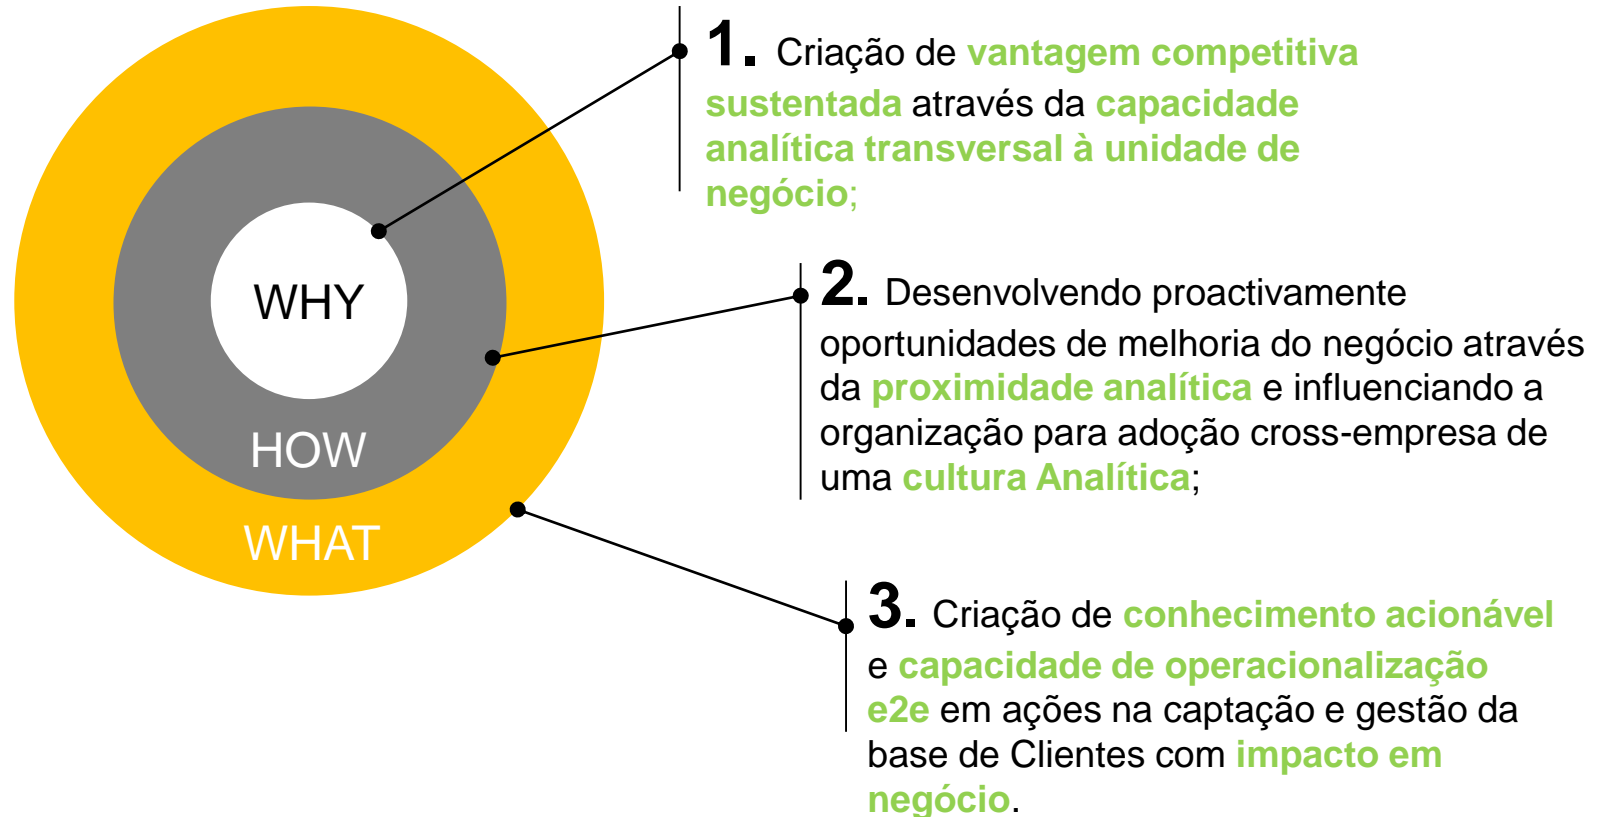 WHY
HOW
WHAT
1. Criação de vantagem competitiva
sustentada através da capacidade
analítica transversal à unidade de
negócio;
2. Desenvolvendo proactivamente
oportunidades de melhoria do negócio através
da proximidade analítica e influenciando a
organização para adoção cross-empresa de
uma cultura Analítica;
3. Criação de conhecimento acionável
e capacidade de operacionalização
e2e em ações na captação e gestão da
base de Clientes com impacto em
negócio.